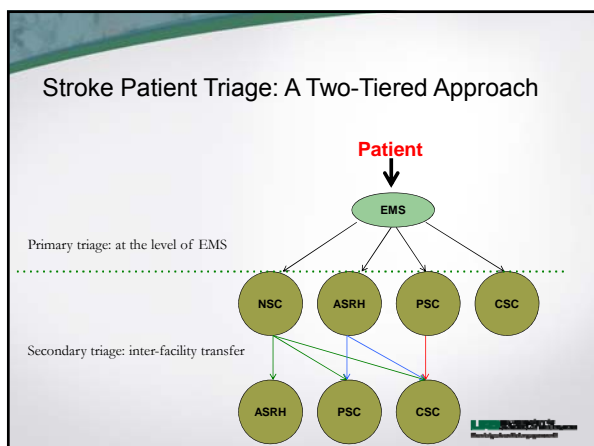 Stroke Patient Triage: A Two-Tiered Approach
Patient
EMS
Primary triage: at the level of EMS
NSC ASRH PSC CSC
Secondary triage: inter-facility transfer
ASRH PSC CSC